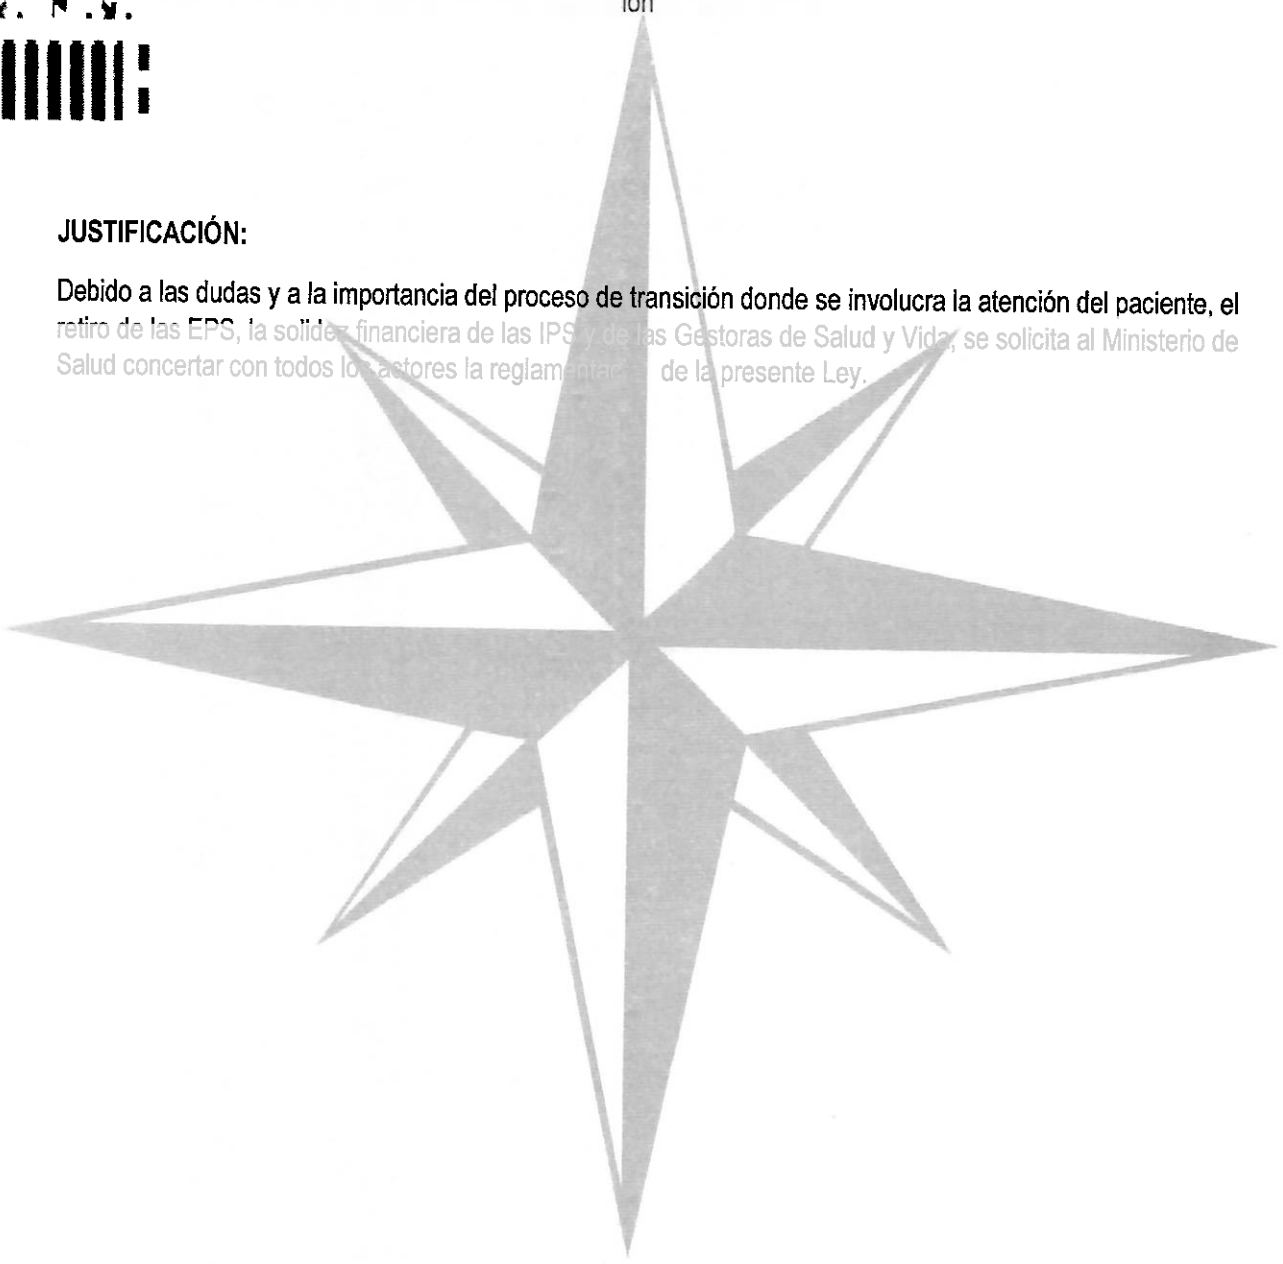 ión
JUSTIFICACIÓN:
Debido a las dudas y a la importancia del proceso de transición donde se involucra la atención del paciente, el
retiro de las EPS, la solidez financiera de las IPS y de las Gestoras de Salud y Vida, se solicita al Ministerio de
Salud concertar con todos los actores la de la presente Ley.